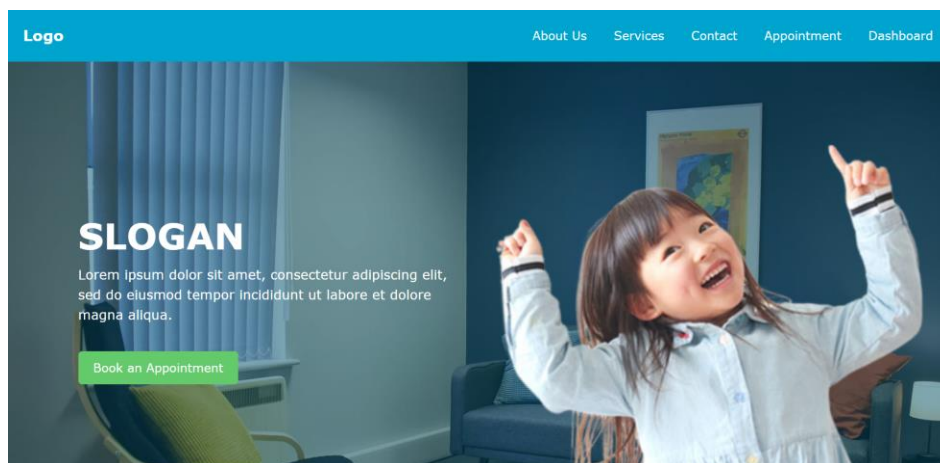 Logo
About Us Services Contact Appointment Dashboard
SLOGAN
Lorem ipsum dolor sit amet, consectetur adipiscing elit,
sed do eiusmod tempor incididunt ut labore et dolore
magna aliqua.
Book an Appointment